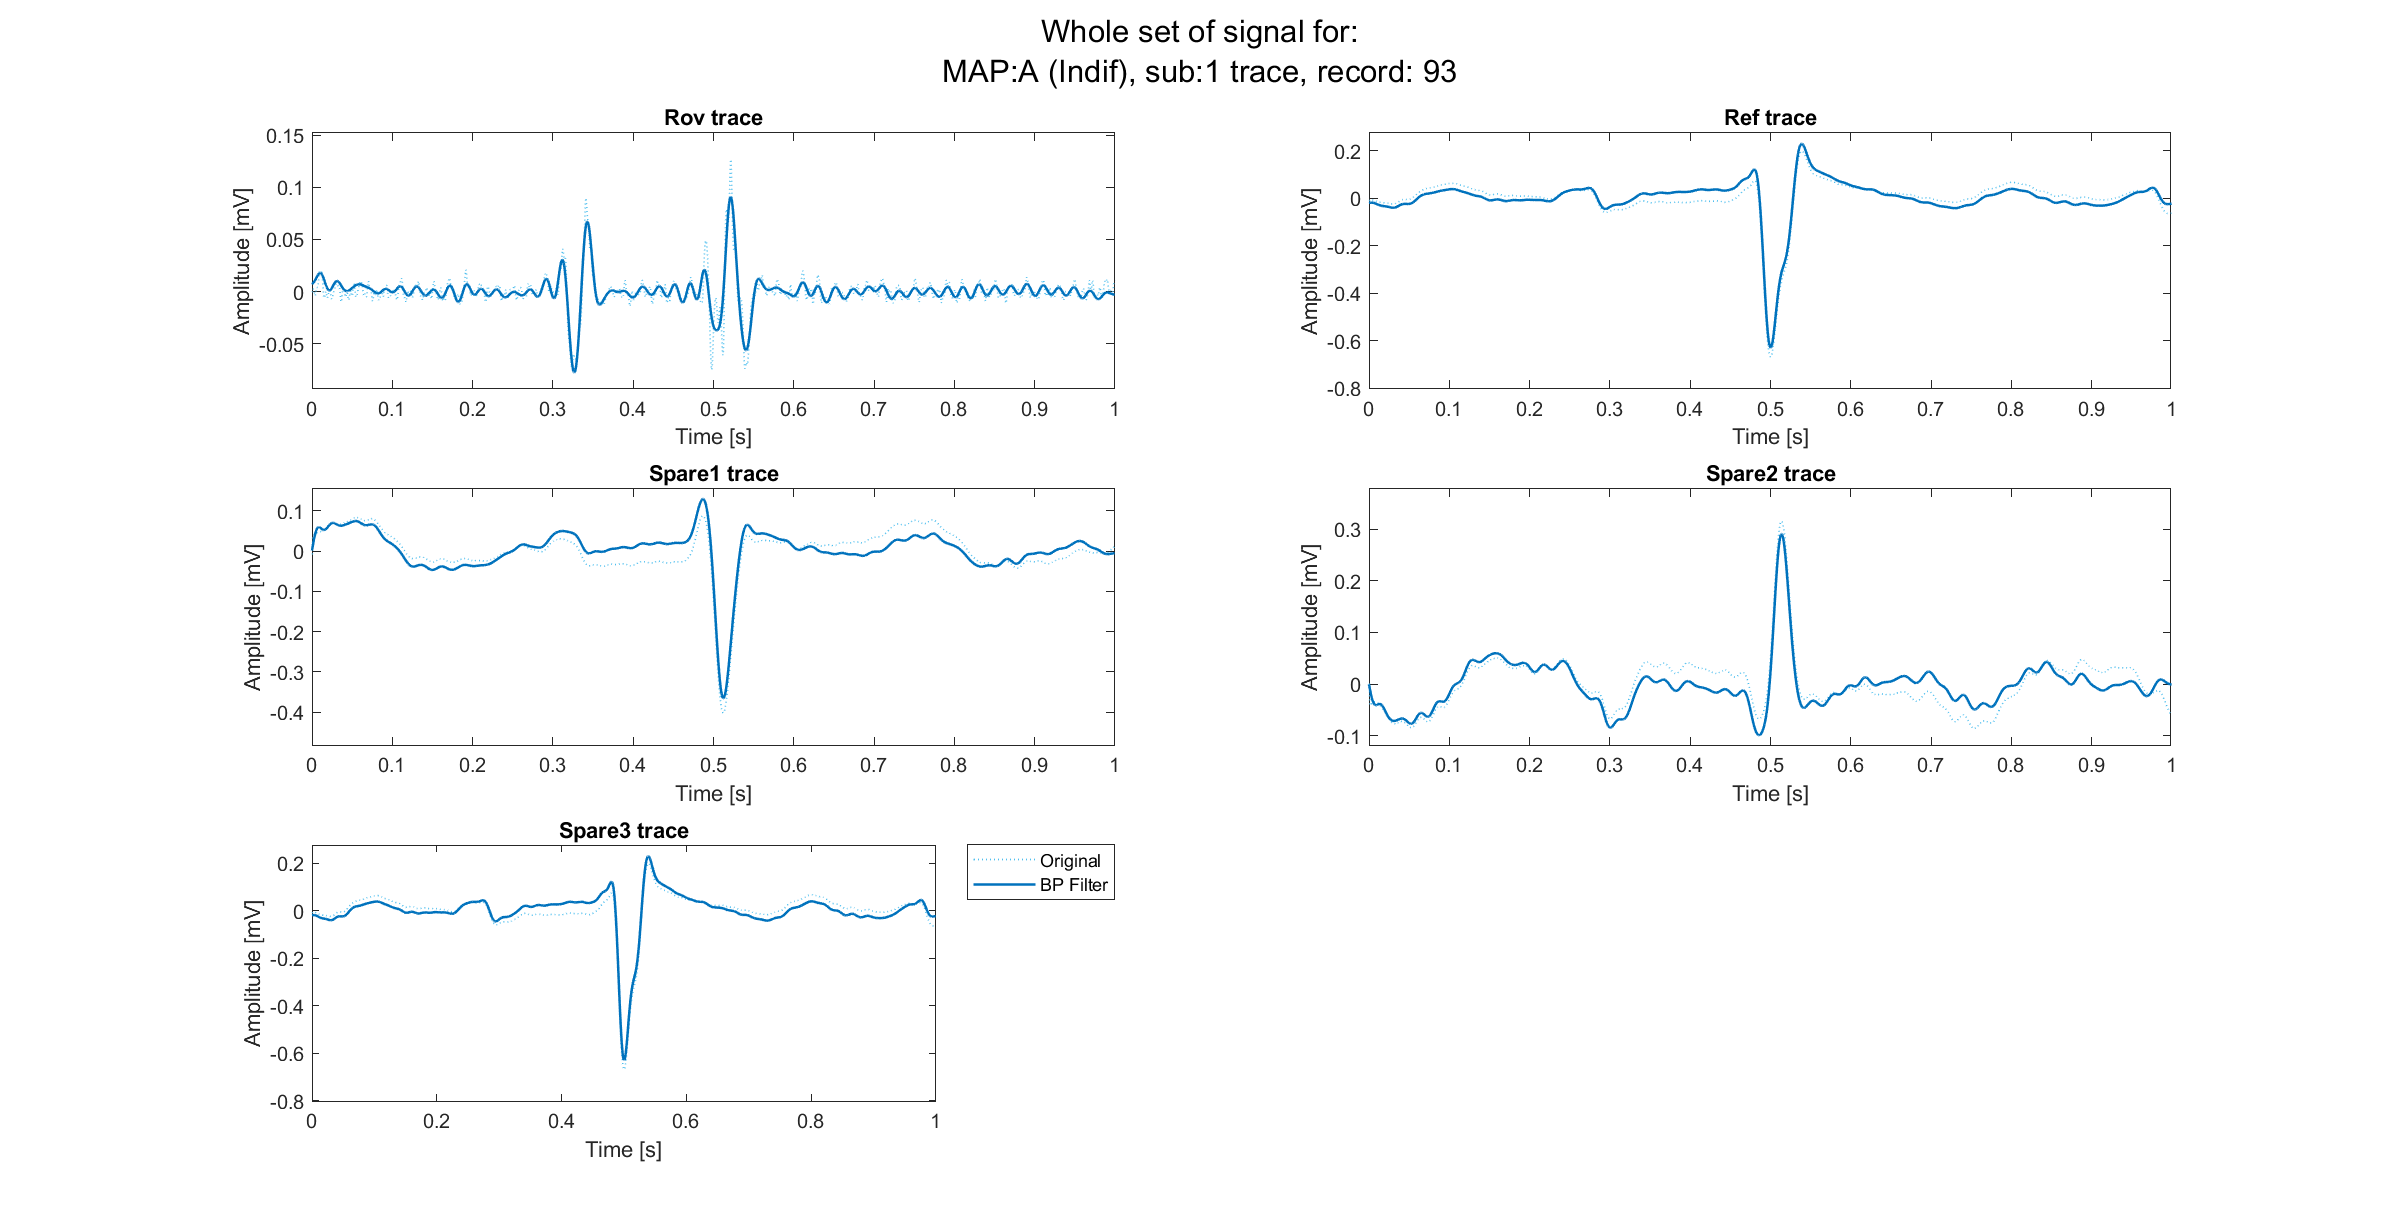 Whole set of signal for:
MAP:A (Indif), sub:1 trace, record: 93
Rov trace
0.15
0.1
0.05
0
-0.05
Amplitude [mV]
0 0.1 0.2 0.3 0.4 0.5 0.6 0.7 0.8 0.9 1
Time [s]
Ref trace
0.2
0
-0.2
-0.4
-0.6
-0.8
Amplitude [mV]
0 0.1 0.2 0.3 0.4 0.5 0.6 0.7 0.8 0.9 1
Time [s]
Spare1 trace
0.1
0
-0.1
-0.2
-0.3
-0.4
Amplitude [mV]
0 0.1 0.2 0.3 0.4 0.5 0.6 0.7 0.8 0.9 1
Time [s]
Spare2 trace
0.3
0.2
0.1
0
-0.1
Amplitude [mV]
0 0.1 0.2 0.3 0.4 0.5 0.6 0.7 0.8 0.9 1
Time [s]
Spare3 trace
0.2
0
-0.2
-0.4
-0.6
-0.8
Amplitude [mV]
0 0.2 0.4 0.6 0.8 1
Time [s]
Original
BP Filter